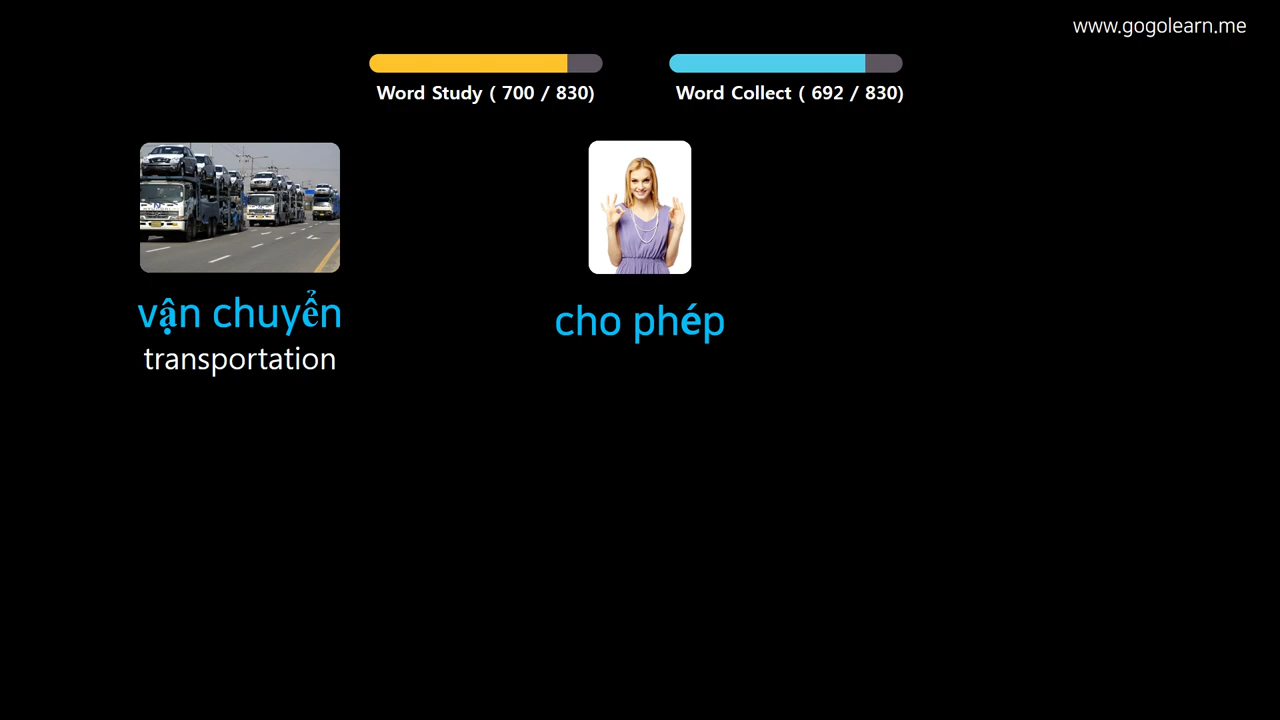 www.gogolearn.me
Word Study ( 700 / 830)
Word Collect ( 692 / 830)
vận chuyển
transportation
cho phép